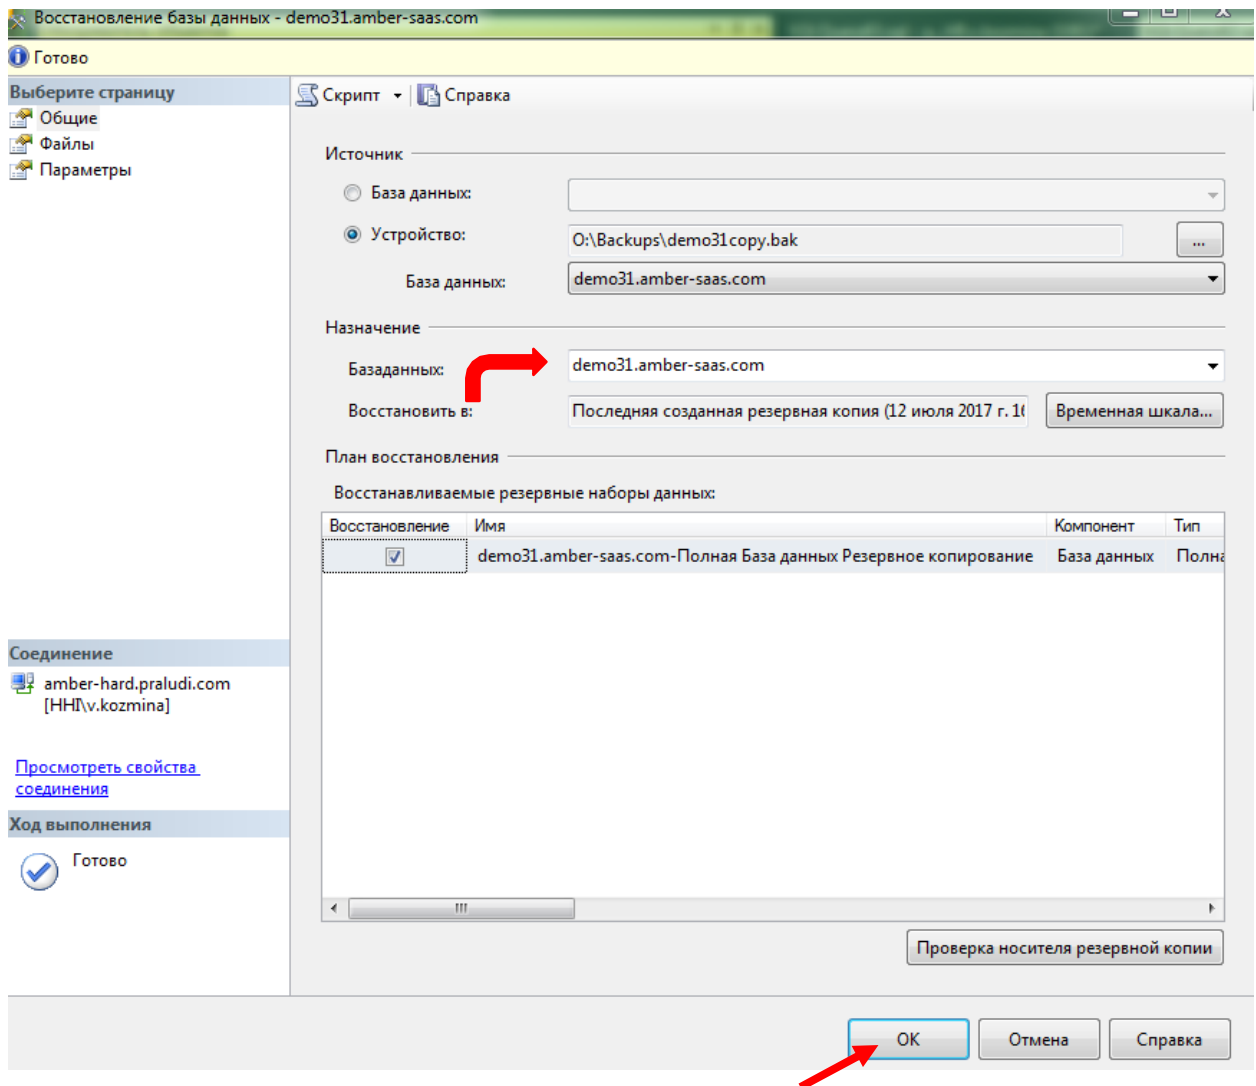 Восстановление базы данных - demo31.amber-saas.com
Готово
Выберите страницу
Общие
Файлы
Параметры
Скрипт
Справка
Источник
База данных:
Устройство:
O:\Backups\demo31copy.bak
...
База данных:
demo31.amber-saas.com
Назначение
Базаданных:
demo31.amber-saas.com
Восстановить в:
Последняя созданная резервная копия (12 июля 2017 г. 16
Временная шкала...
План восстановления
Восстанавливаемые резервные наборы данных:
Восстановление Имя Компонент Тип
demo31.amber-saas.com-Полная База данных Резервное копирование База данных Полна
Соединение
amber-hard.praludi.com
[HHI\v.kozmina]
Просмотреть свойства
соединения
Ход выполнения
Готово
Проверка носителя резервной копии
ОК
Отмена
Справка